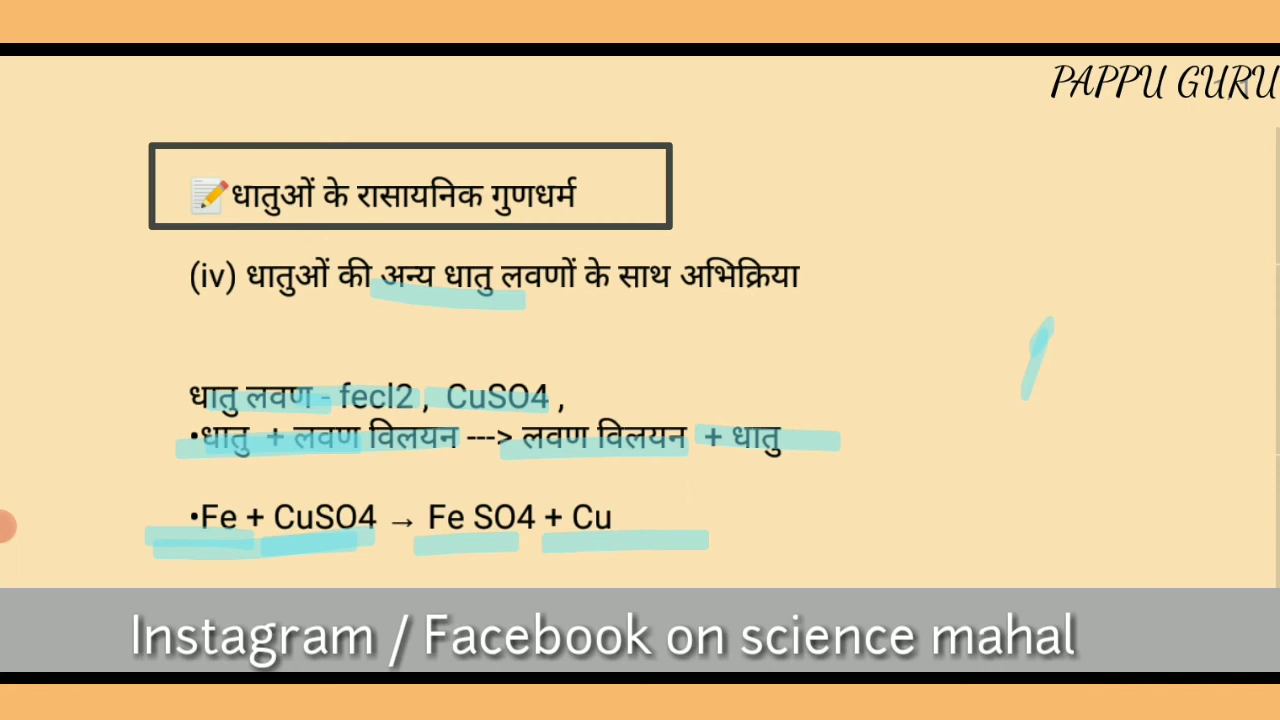 PAPPU GURU
📝धातुओं के रासायनिक गुणधर्म
(iv) धातुओं की अन्य धातु लवणों के साथ अभिक्रिया
धातु लवण - fecl2 , CuSO4 ,
•धातु + लवण विलयन ---> लवण विलयन + धातु
•Fe + CuSO4 → Fe SO4 + Cu
Instagram / Facebook on science mahal